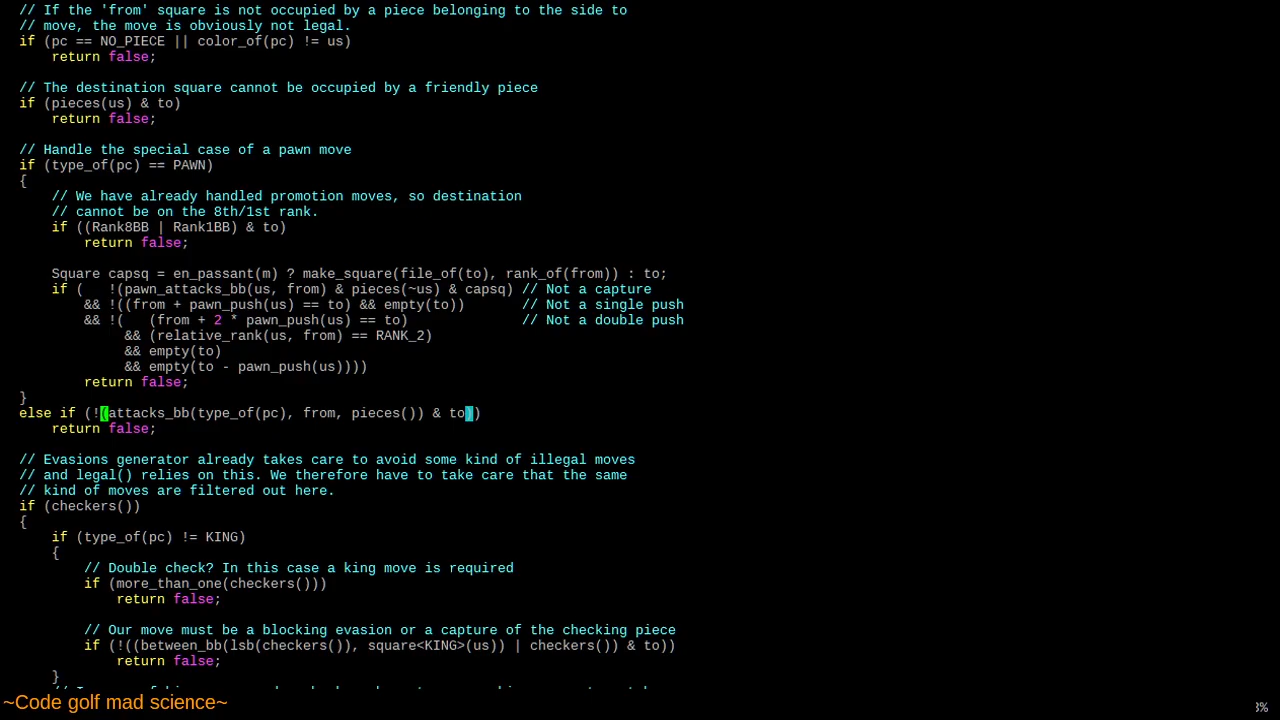 // If the 'from' square is not occupied by a piece belonging to the side to
// move, the move is obviously not legal.
if (pc == NO_PIECE || color_of(pc) != us)
    return false;

// The destination square cannot be occupied by a friendly piece
if (pieces(us) & to)
    return false;

// Handle the special case of a pawn move
if (type_of(pc) == PAWN)
{
    // We have already handled promotion moves, so destination
    // cannot be on the 8th/1st rank.
    if ((Rank8BB | Rank1BB) & to)
        return false;

    Square capsq = en_passant(m) ? make_square(file_of(to), rank_of(from)) : to;
    if (   !(pawn_attacks_bb(us, from) & pieces(~us) & capsq) // Not a capture
        && !((from + pawn_push(us) == to) && empty(to))       // Not a single push
        && !(   (from + 2 * pawn_push(us) == to)              // Not a double push
             && (relative_rank(us, from) == RANK_2)
             && empty(to)
             && empty(to - pawn_push(us))))
        return false;
}
else if (!(attacks_bb(type_of(pc), from, pieces()) & to))
    return false;

// Evasions generator already takes care to avoid some kind of illegal moves
// and legal() relies on this. We therefore have to take care that the same
// kind of moves are filtered out here.
if (checkers())
{
    if (type_of(pc) != KING)
    {
        // Double check? In this case a king move is required
        if (more_than_one(checkers()))
            return false;

        // Our move must be a blocking evasion or a capture of the checking piece
        if (!((between_bb(lsb(checkers()), square<KING>(us)) | checkers()) & to))
            return false;
    }
~Code golf mad science~